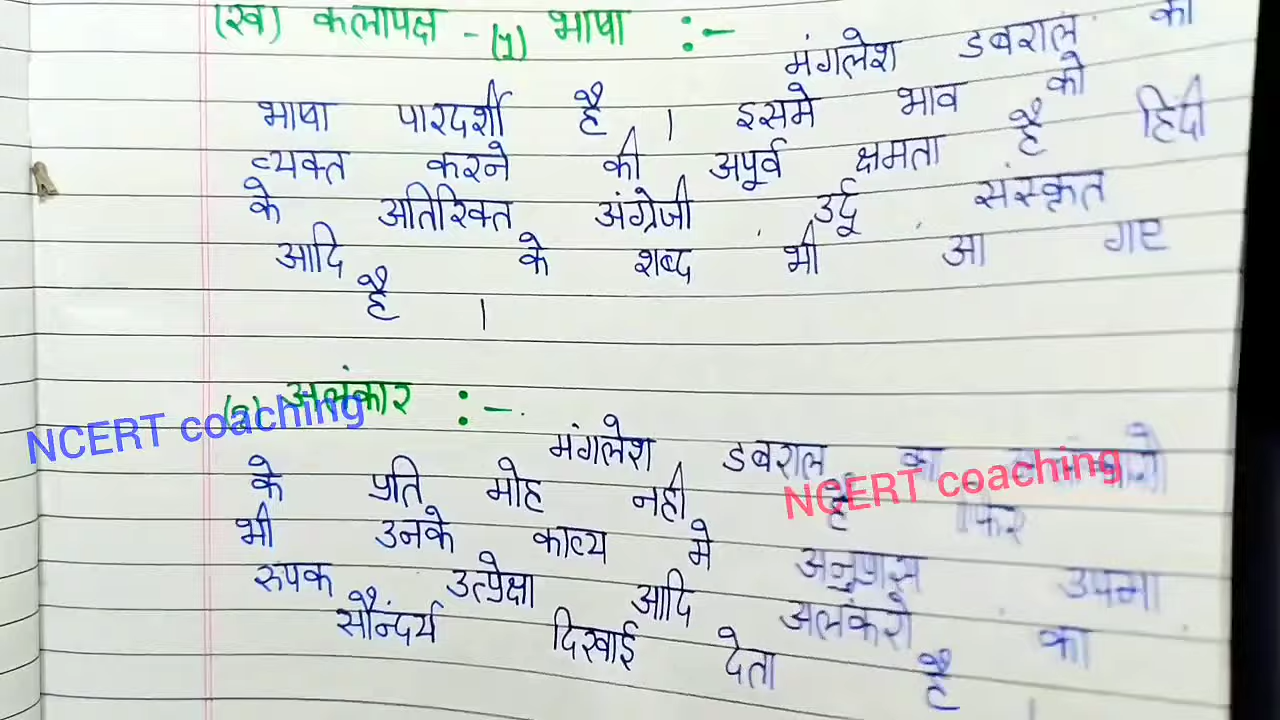 (ख) कलापक्ष - (1) भाषा :-
मंगलेश डबराल की
भाषा पारदर्शी है । इसमे भाव को
व्यक्त करने की अपूर्व क्षमता है हिंदी
के अतिरिक्त अंग्रेजी , उर्दू , संस्कृत
आदि के शब्द भी आ गए
है ।
(2) अलंकार :-
NCERT coaching
मंगलेश डबराल का
NCERT coaching
के प्रति मोह नही है फिर
भी उनके काव्य मे अनुप्रास उपमा
रुपक उत्प्रेक्षा आदि अलंकरो का
सौन्दर्य दिखाई देता है ।